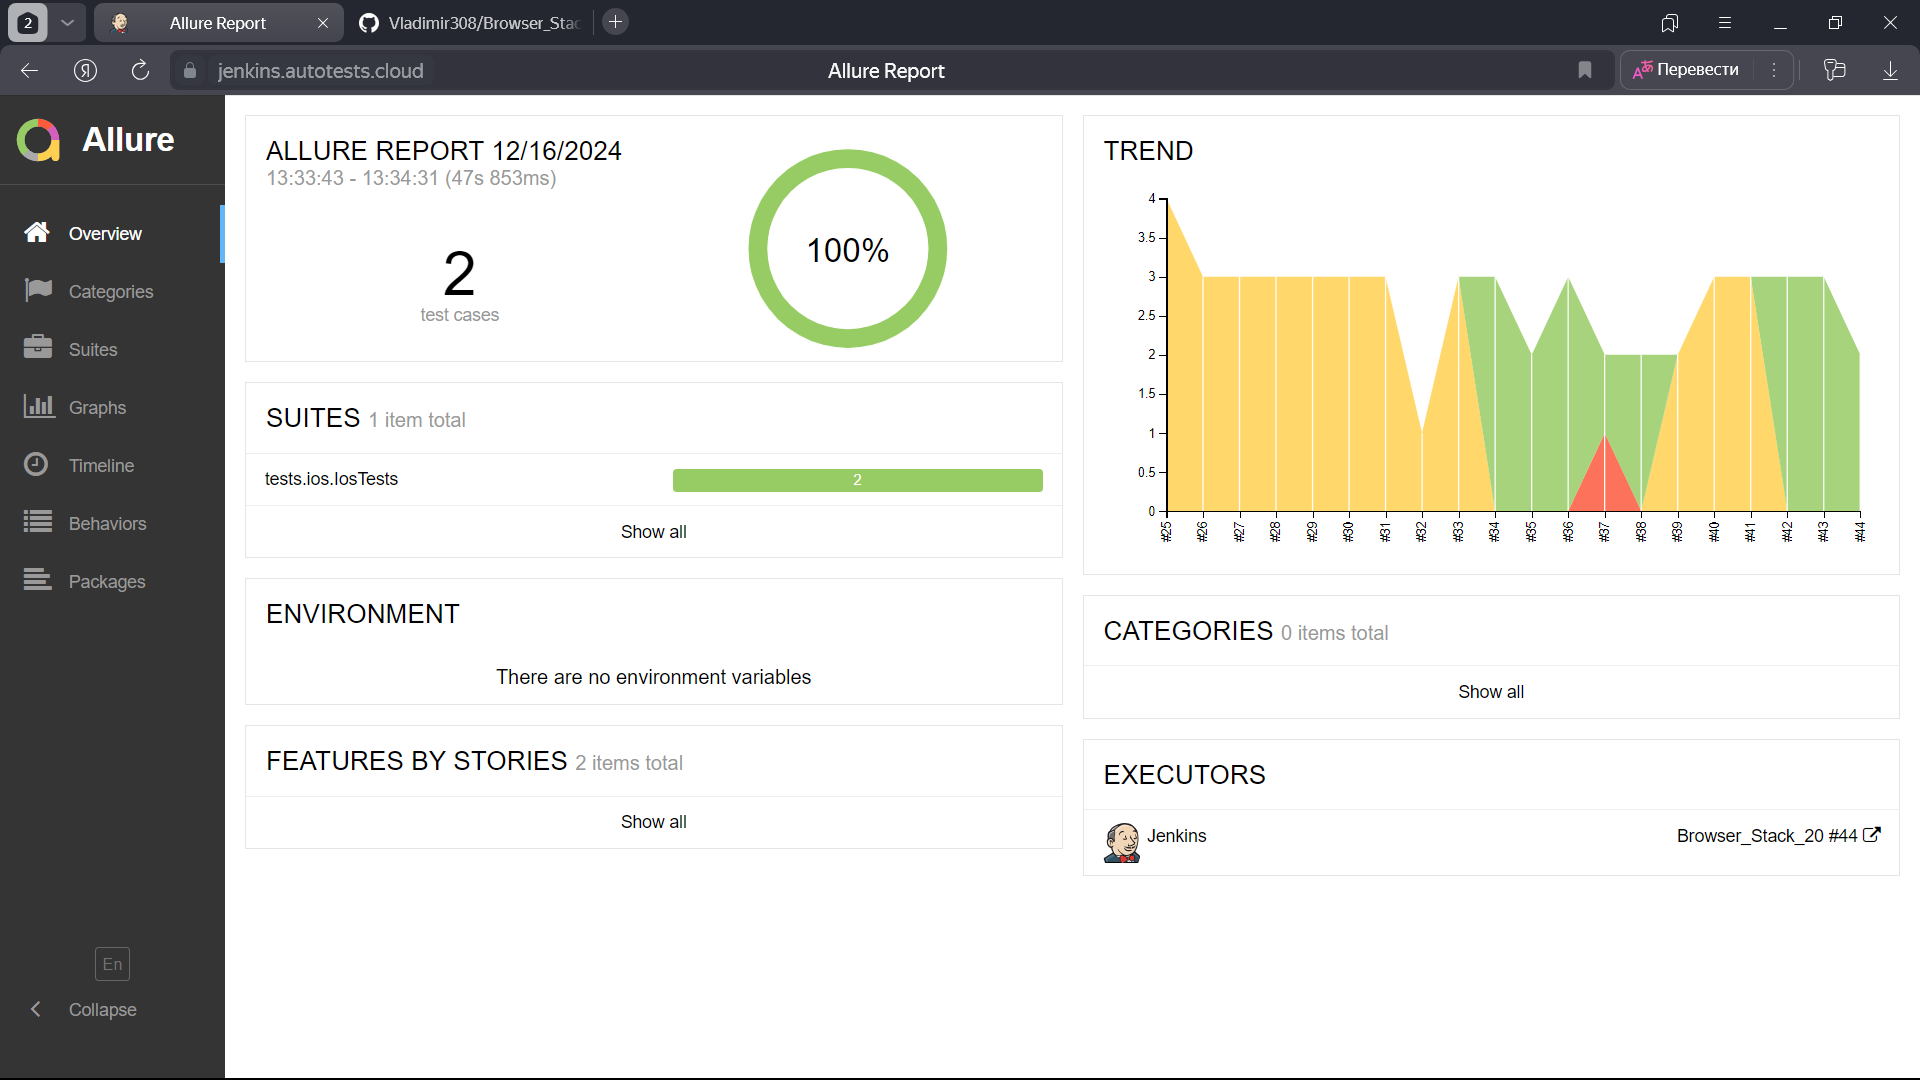 2
Allure Report
Vladimir308/Browser_Stac
Я
jenkins.autotests.cloud
Allure Report
Перевести
Allure
Overview
Categories
Suites
Graphs
Timeline
Behaviors
Packages
En
Collapse
ALLURE REPORT 12/16/2024
13:33:43 - 13:34:31 (47s 853ms)
2
test cases
100%
SUITES 1 item total
tests.ios.IosTests
2
Show all
ENVIRONMENT
There are no environment variables
FEATURES BY STORIES 2 items total
Show all
TREND
4
3.5
3
2.5
2
1.5
1
0.5
0
#25
#26
#27
#28
#29
#30
#31
#32
#33
#34
#35
#36
#37
#38
#39
#40
#41
#42
#43
#44
CATEGORIES 0 items total
Show all
EXECUTORS
Jenkins
Browser_Stack_20 #44